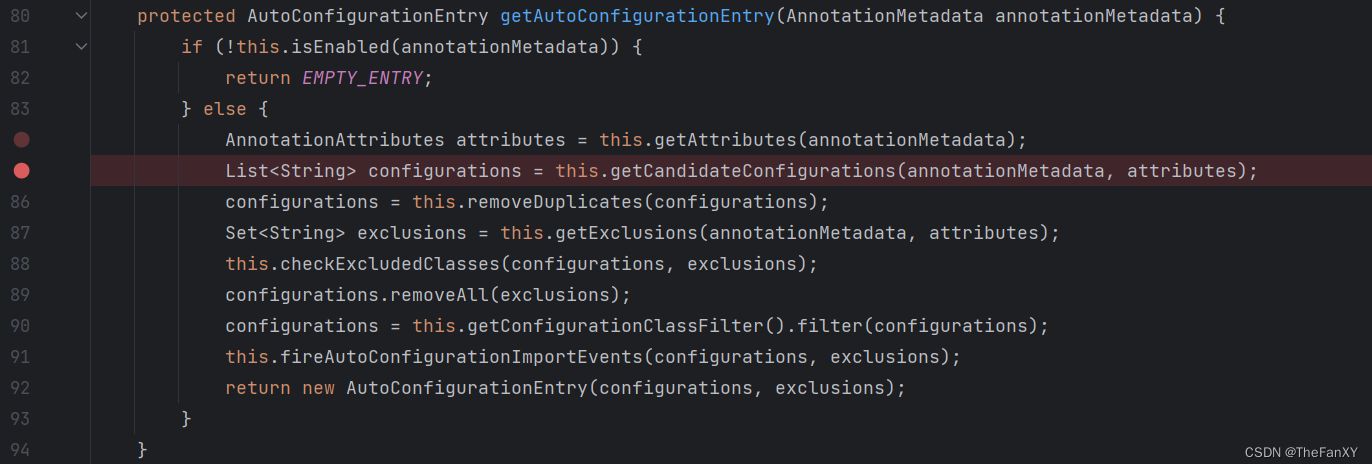 80 protected AutoConfigurationEntry getAutoConfigurationEntry(AnnotationMetadata annotationMetadata) {
81 if (!this.isEnabled(annotationMetadata)) {
82 return EMPTY_ENTRY;
83 } else {
AnnotationAttributes attributes = this.getAttributes(annotationMetadata);
List<String> configurations = this.getCandidateConfigurations(annotationMetadata, attributes);
86 configurations = this.removeDuplicates(configurations);
87 Set<String> exclusions = this.getExclusions(annotationMetadata, attributes);
88 this.checkExcludedClasses(configurations, exclusions);
89 configurations.removeAll(exclusions);
90 configurations = this.getConfigurationClassFilter().filter(configurations);
91 this.fireAutoConfigurationImportEvents(configurations, exclusions);
92 return new AutoConfigurationEntry(configurations, exclusions);
93 }
94 }
CSDN @TheFanXY